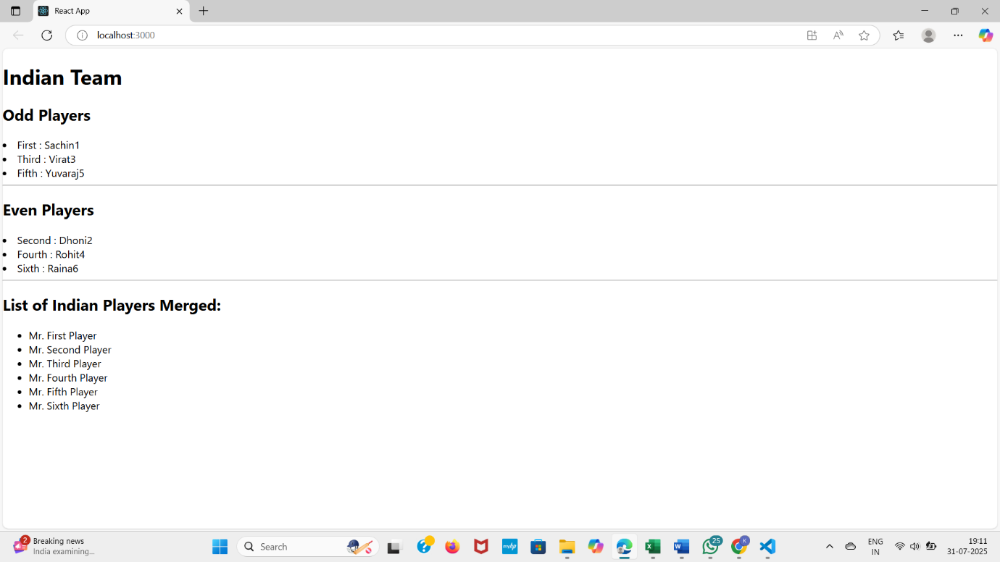 React App
localhost:3000
Indian Team
Odd Players
First : Sachin1
Third : Virat3
Fifth : Yuvaraj5
Even Players
Second : Dhoni2
Fourth : Rohit4
Sixth : Raina6
List of Indian Players Merged:
Mr. First Player
Mr. Second Player
Mr. Third Player
Mr. Fourth Player
Mr. Fifth Player
Mr. Sixth Player
2
Breaking news
India examining...
Search
myhp
25
K
ENG
IN
19:11
31-07-2025